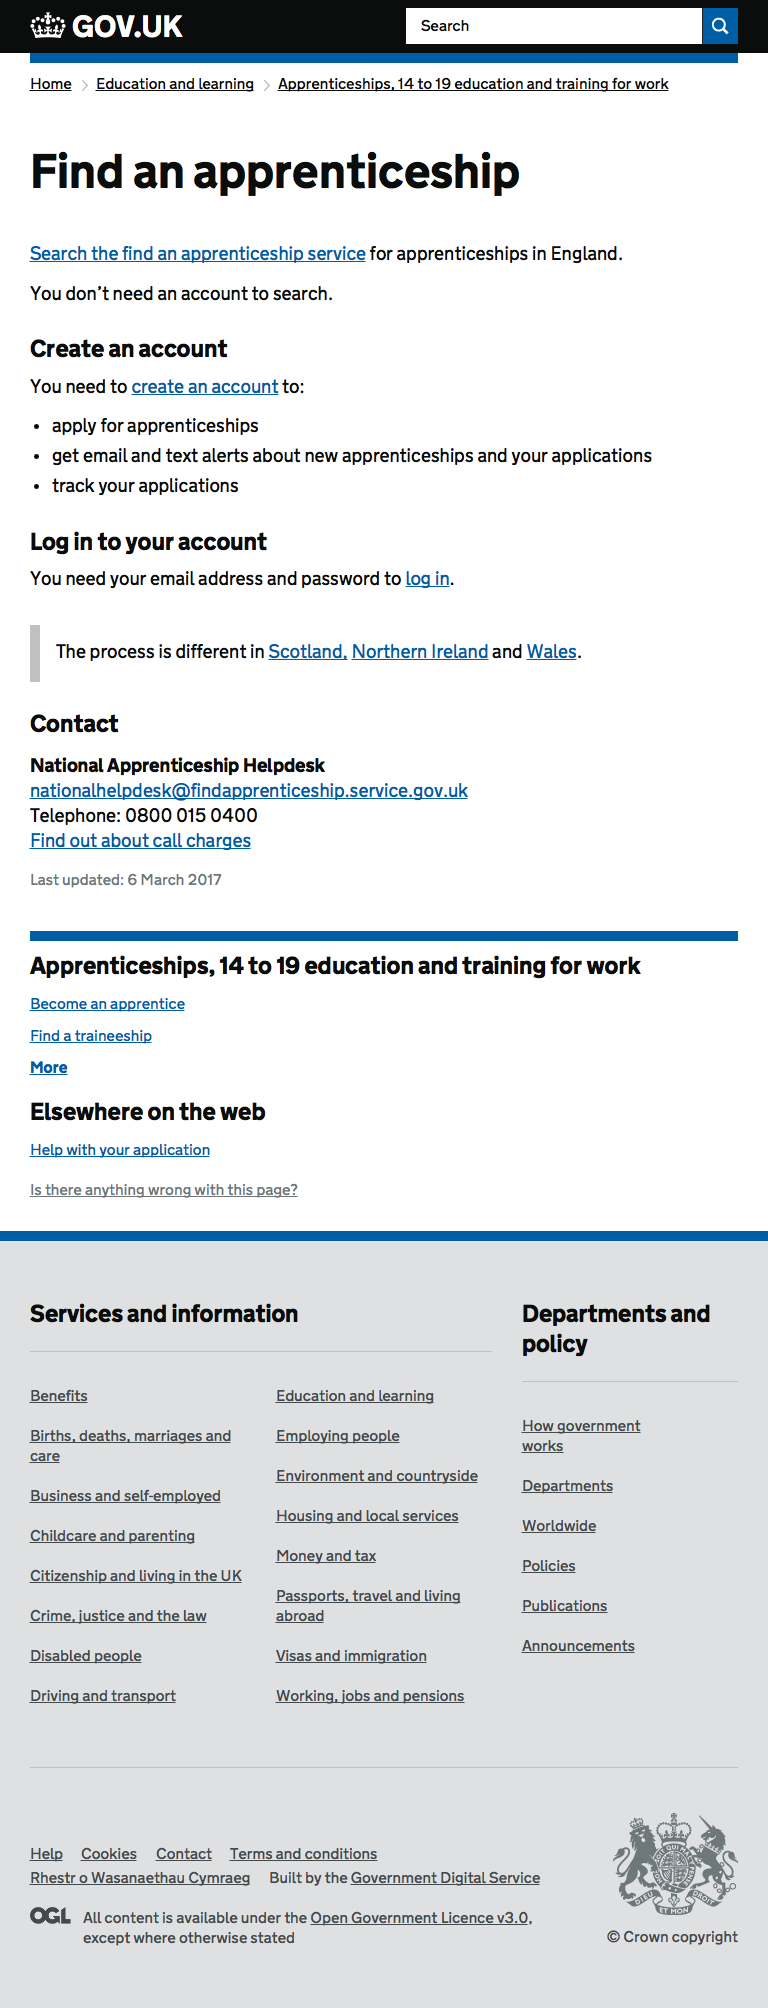 GOV.UK
Search
Home
Education and learning
Apprenticeships, 14 to 19 education and training for work
Find an apprenticeship
Search the find an apprenticeship service for apprenticeships in England.
You don’t need an account to search.
Create an account
You need to create an account to:
• apply for apprenticeships
• get email and text alerts about new apprenticeships and your applications
• track your applications
Log in to your account
You need your email address and password to log in.
The process is different in Scotland, Northern Ireland and Wales.
Contact
National Apprenticeship Helpdesk
nationalhelpdesk@findapprenticeship.service.gov.uk
Telephone: 0800 015 0400
Find out about call charges
Last updated: 6 March 2017
Apprenticeships, 14 to 19 education and training for work
Become an apprentice
Find a traineeship
More
Elsewhere on the web
Help with your application
Is there anything wrong with this page?
Services and information
Benefits
Births, deaths, marriages and
care
Business and self-employed
Childcare and parenting
Citizenship and living in the UK
Crime, justice and the law
Disabled people
Driving and transport
Education and learning
Employing people
Environment and countryside
Housing and local services
Money and tax
Passports, travel and living
abroad
Visas and immigration
Working, jobs and pensions
Departments and
policy
How government
works
Departments
Worldwide
Policies
Publications
Announcements
Help Cookies Contact Terms and conditions
Rhestr o Wasanaethau Cymraeg Built by the Government Digital Service
OGL
All content is available under the Open Government Licence v3.0,
except where otherwise stated
DIEU ET MON DROIT
© Crown copyright